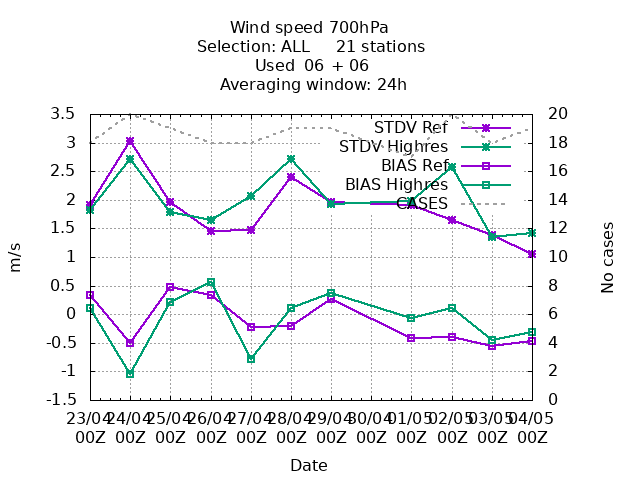 Wind speed 700hPa
Selection: ALL 21 stations
Used 06 + 06
Averaging window: 24h
3.5
3
2.5
2
1.5
1
0.5
0
-0.5
-1
-1.5
m/s
20
18
16
14
12
10
8
6
4
2
0
No cases
STDV Ref
STDV Highres
BIAS Ref
BIAS Highres
CASES
23/04 24/04 25/04 26/04 27/04 28/04 29/04 30/04 01/05 02/05 03/05 04/05
00Z 00Z 00Z 00Z 00Z 00Z 00Z 00Z 00Z 00Z 00Z 00Z
Date